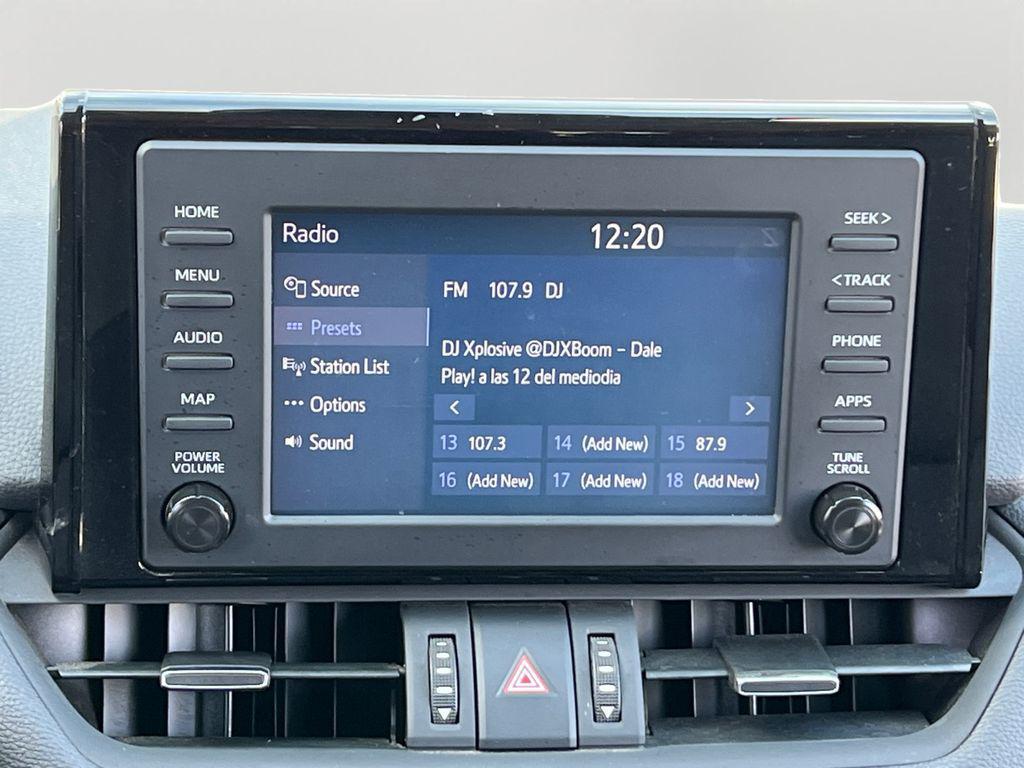 HOME
MENU
AUDIO
MAP
POWER
VOLUME
Radio
12:20
Source
Presets
Station List
Options
Sound
FM 107.9 DJ
DJ Xplosive @DJXBoom – Dale
Play! a las 12 del mediodia
< >
13 107.3 14 (Add New) 15 87.9
16 (Add New) 17 (Add New) 18 (Add New)
SEEK >
< TRACK
PHONE
APPS
TUNE
SCROLL